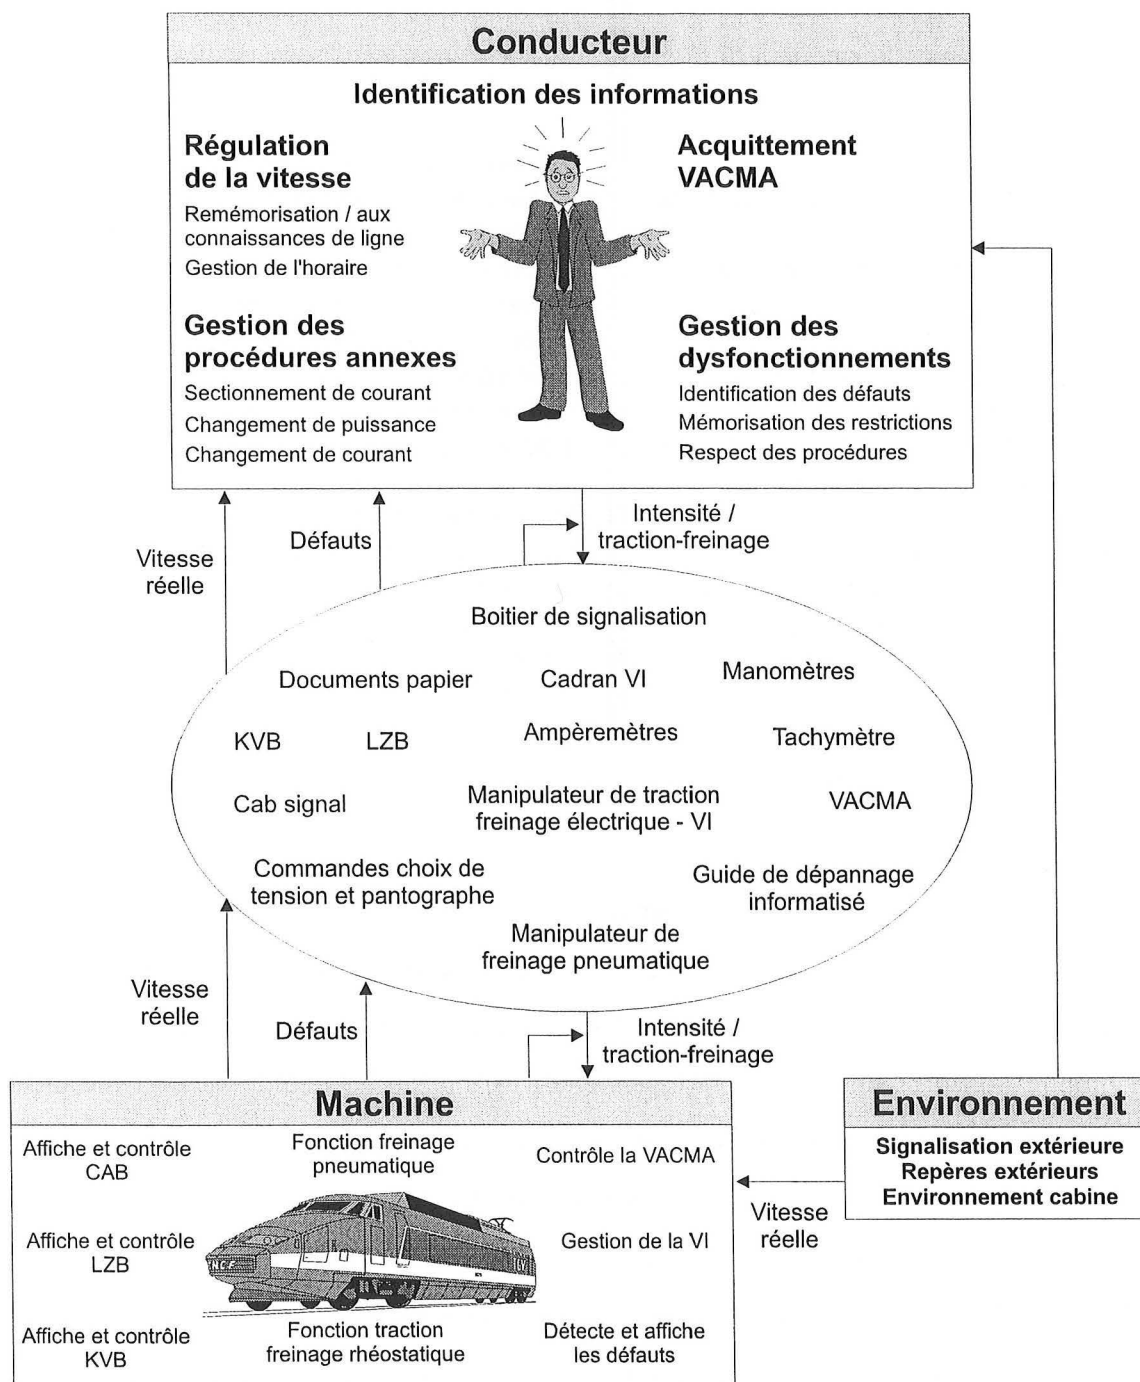 Conducteur
Identification des informations
Régulation
de la vitesse
Remémorisation / aux
connaissances de ligne
Gestion de l'horaire
Acquittement
VACMA
Gestion des
procédures annexes
Sectionnement de courant
Changement de puissance
Changement de courant
Gestion des
dysfonctionnements
Identification des défauts
Mémorisation des restrictions
Respect des procédures
Vitesse
réelle
Défauts
Intensité /
traction-freinage
Boitier de signalisation
Documents papier
Cadran VI
Manomètres
KVB
LZB
Ampèremètres
Tachymètre
Cab signal
Manipulateur de traction
freinage électrique - VI
VACMA
Commandes choix de
tension et pantographe
Guide de dépannage
informatisé
Manipulateur de
freinage pneumatique
Vitesse
réelle
Défauts
Intensité /
traction-freinage
Machine
Affiche et contrôle
CAB
Fonction freinage
pneumatique
Contrôle la VACMA
Affiche et contrôle
LZB
Gestion de la VI
Affiche et contrôle
KVB
Fonction traction
freinage rhéostatique
Détecte et affiche
les défauts
Vitesse
réelle
Environnement
Signalisation extérieure
Repères extérieurs
Environnement cabine